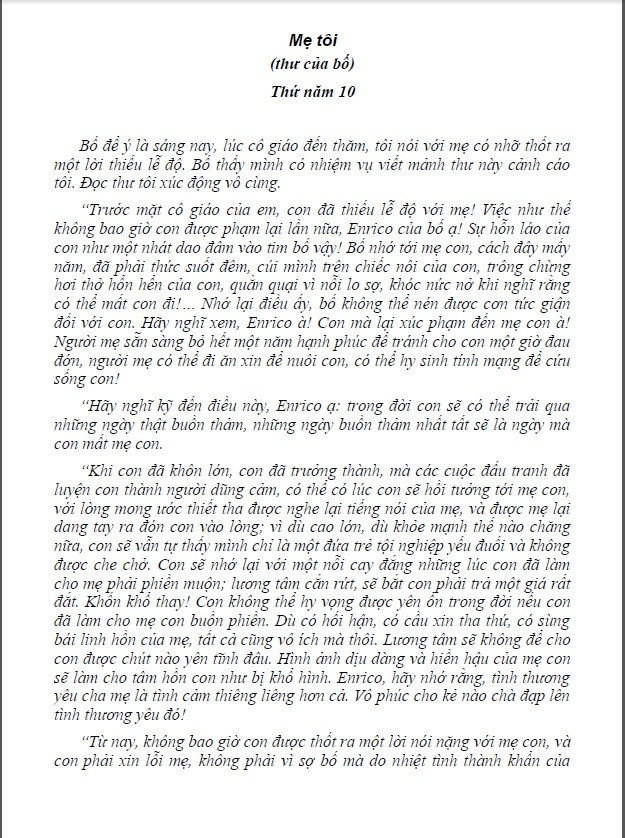 Mẹ tôi
(thư của bố)
Thứ năm 10
Bố để ý là sáng nay, lúc cô giáo đến thăm, tôi nói với mẹ có nhỡ thốt ra
một lời thiếu lễ độ. Bố thấy mình có nhiệm vụ viết mảnh thư này cảnh cáo
tôi. Đọc thư tôi xúc động vô cùng.
“Trước mặt cô giáo của em, con đã thiếu lễ độ với mẹ! Việc như thế
không bao giờ con được phạm lại lần nữa, Enrico của bố ạ! Sự hỗn láo của
con như một nhát dao đâm vào tim bố vậy! Bố nhớ tới mẹ con, cách đây mấy
năm, đã phải thức suốt đêm, cúi mình trên chiếc nôi của con, trông chừng
hơi thở hổn hển của con, quằn quại vì nỗi lo sợ, khóc nức nở khi nghĩ rằng
có thể mất con đi!… Nhớ lại điều ấy, bố không thể nén được cơn tức giận
đối với con. Hãy nghĩ xem, Enrico à! Con mà lại xúc phạm đến mẹ con à!
Người mẹ sẵn sàng bỏ hết một năm hạnh phúc để tránh cho con một giờ đau
đớn, người mẹ có thể đi ăn xin để nuôi con, có thể hy sinh tính mạng để cứu
sống con!
“Hãy nghĩ kỹ đến điều này, Enrico ạ: trong đời con sẽ có thể trải qua
những ngày thật buồn thảm, những ngày buồn thảm nhất tất sẽ là ngày mà
con mất mẹ con.
“Khi con đã khôn lớn, con đã trưởng thành, mà các cuộc đấu tranh đã
luyện con thành người dũng cảm, có thể có lúc con sẽ hồi tưởng tới mẹ con,
với lòng mong ước thiết tha được nghe lại tiếng nói của mẹ, và được mẹ lại
dang tay ra đón con vào lòng; vì dù cao lớn, dù khỏe mạnh thế nào chăng
nữa, con sẽ vẫn tự thấy mình chỉ là một đứa trẻ tội nghiệp yếu đuối và không
được che chở. Con sẽ nhớ lại với một nỗi cay đắng những lúc con đã làm
cho mẹ phải phiền muộn; lương tâm cắn rứt, sẽ bắt con phải trả một giá rất
đắt. Khốn khổ thay! Con không thể hy vọng được yên ổn trong đời nếu con
đã làm cho mẹ con buồn phiền. Dù có hối hận, có cầu xin tha thứ, có sùng
bái linh hồn của mẹ, tất cả cũng vô ích mà thôi. Lương tâm sẽ không để cho
con được chút nào yên tĩnh đâu. Hình ảnh dịu dàng và hiền hậu của mẹ con
sẽ làm cho tâm hồn con như bị khổ hình. Enrico, hãy nhớ rằng, tình thương
yêu cha mẹ là tình cảm thiêng liêng hơn cả. Vô phúc cho kẻ nào chà đạp lên
tình thương yêu đó!
“Từ nay, không bao giờ con được thốt ra một lời nói nặng với mẹ con, và
con phải xin lỗi mẹ, không phải vì sợ bố mà do nhiệt tình thành khẩn của